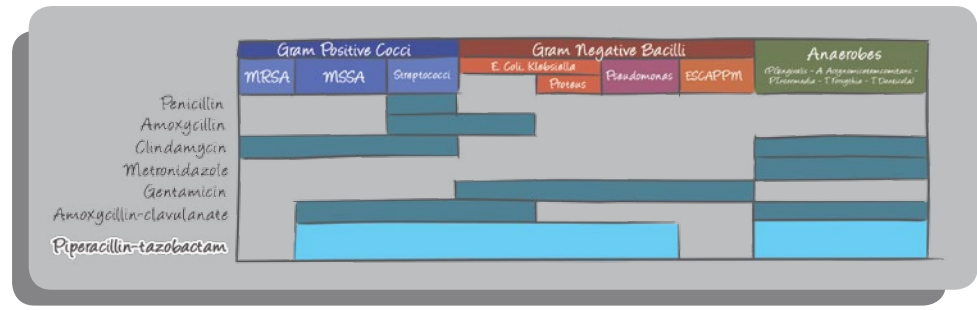 Gram Positive Cocci
Gram Negative Bacilli
Anaerobes
MRSA
MSSA
Streptococci
E. Coli. Klebsiella
Proteus
Pseudomonas
ESCAPPM
Penicillin
Amoxycillin
Clindamycin
Metronidazole
Gentamicin
Amoxycillin-clavulanate
Piperacillin-tazobactam